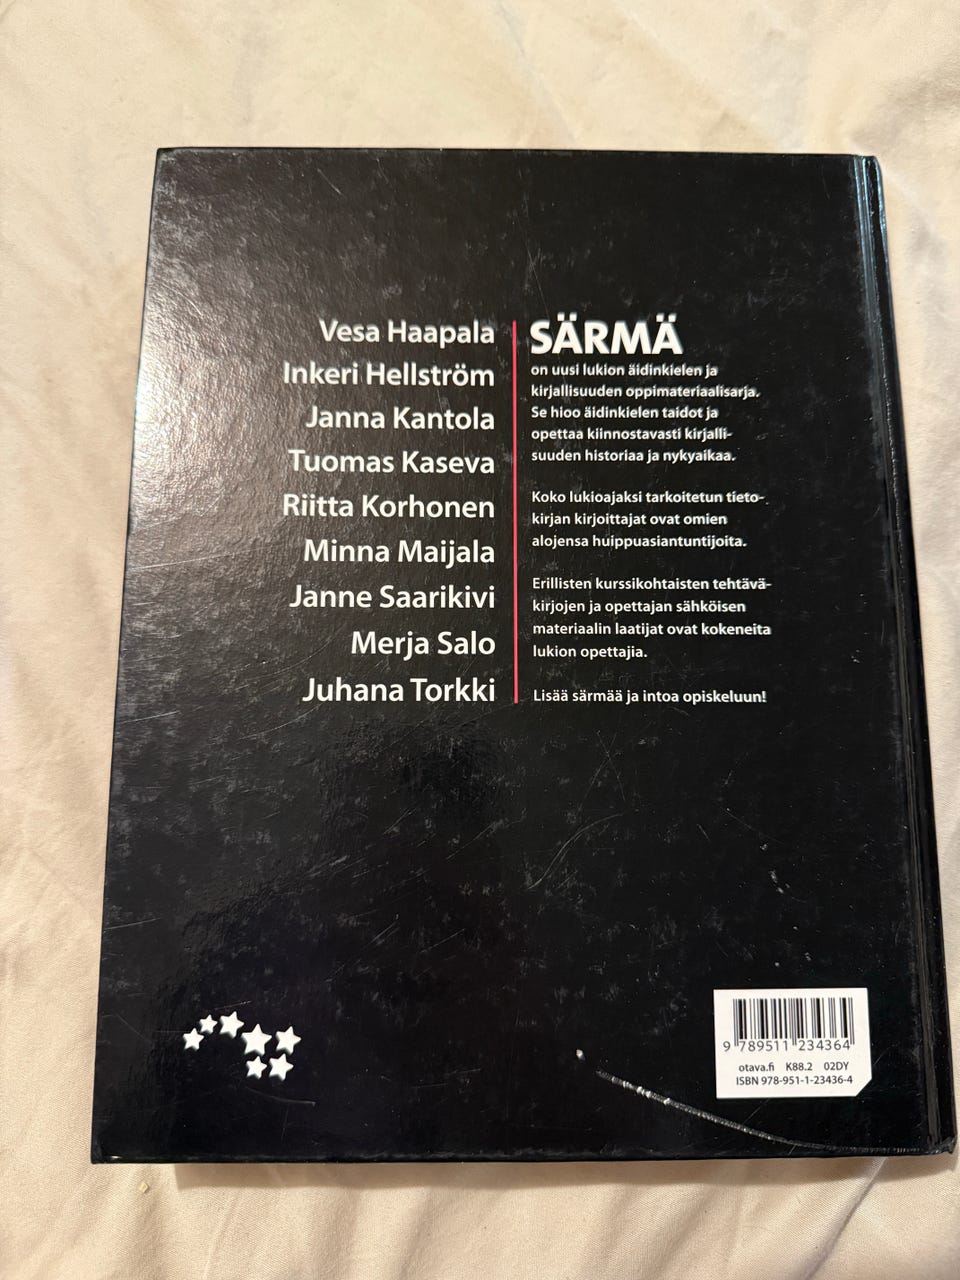 Vesa Haapala
Inkeri Hellström
Janna Kantola
Tuomas Kaseva
Riitta Korhonen
Minna Maijala
Janne Saarikivi
Merja Salo
Juhana Torkki
SÄRMÄ
on uusi lukion äidinkielen ja
kirjallisuuden oppimateriaalisarja.
Se hioo äidinkielen taidot ja
opettaa kiinnostavasti kirjalli-
suuden historiaa ja nykyaikaa.
Koko lukioajaksi tarkoitetun tieto-
kirjan kirjoittajat ovat omien
alojensa huippuasiantuntijoita.
Erillisten kurssikohtaisten tehtävä-
kirjojen ja opettajan sähköisen
materiaalin laatijat ovat kokeneita
lukion opettajia.
Lisää särmää ja intoa opiskeluun!
9 789511 234364
otava.fi K88.2 02DY
ISBN 978-951-1-23436-4